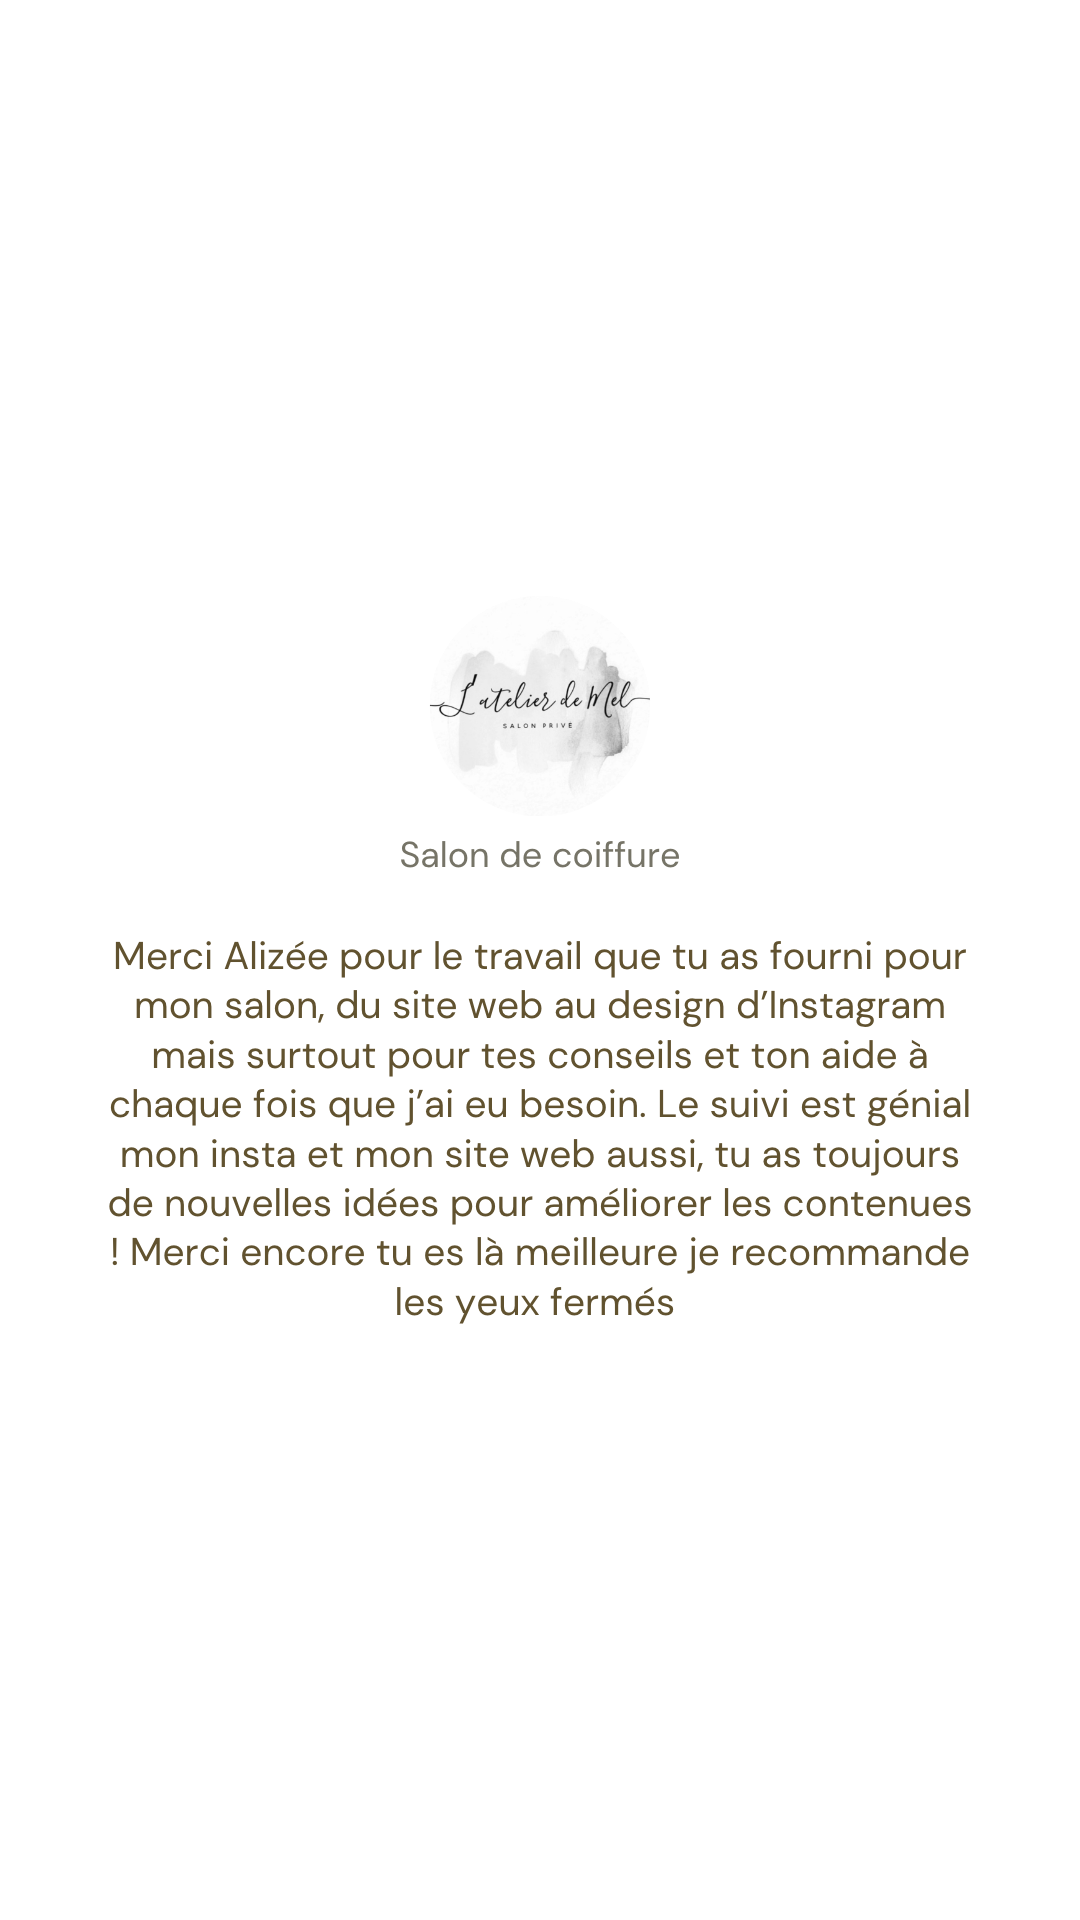 L'atelier de Mel
SALON PRIVÉ
Salon de coiffure
Merci Alizée pour le travail que tu as fourni pour
mon salon, du site web au design d’Instagram
mais surtout pour tes conseils et ton aide à
chaque fois que j’ai eu besoin. Le suivi est génial
mon insta et mon site web aussi, tu as toujours
de nouvelles idées pour améliorer les contenues
! Merci encore tu es là meilleure je recommande
les yeux fermés